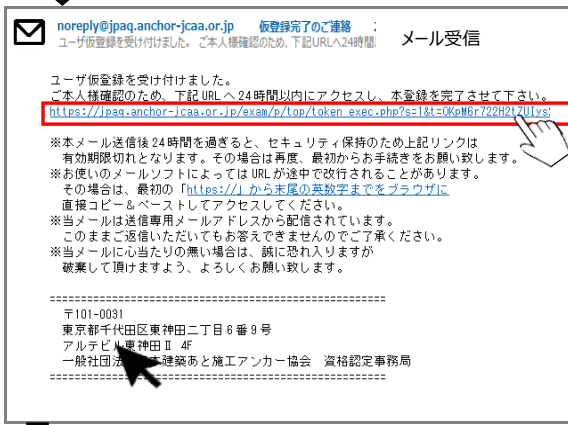 noreply@jpaq.anchor-jcaa.or.jp 仮登録完了のご連絡
ユーザ仮登録を受け付けました。ご本人様確認のため、下記URLへ24時間
メール受信
ユーザ仮登録を受け付けました。
ご本人様確認のため、下記URLへ24時間以内にアクセスし、本登録を完了させて下さい。
https://jpaq.anchor-jcaa.or.jp/exam/p/top/token_exec.php?s=1&t=OKpM6r722H2t7UIys
※本メール送信後24時間を過ぎると、セキュリティ保持のため上記リンクは
有効期限切れとなります。その場合は再度、最初からお手続きをお願い致します。
※お使いのメールソフトによってはURLが途中で改行されることがあります。
その場合は、最初の「https://」から末尾の英数字までをブラウザに
直接コピー＆ペーストしてアクセスしてください。
※当メールは送信専用メールアドレスから配信されています。
このままご返信いただいてもお答えできませんのでご了承ください。
※当メールに心当たりの無い場合は、誠に恐れ入りますが
破棄して頂けますよう、よろしくお願い致します。
========================================================
〒101-0031
東京都千代田区東神田二丁目6番9号
アルテビル東神田Ⅱ 4F
一般社団法 本建築あと施工アンカー協会 資格認定事務局
========================================================